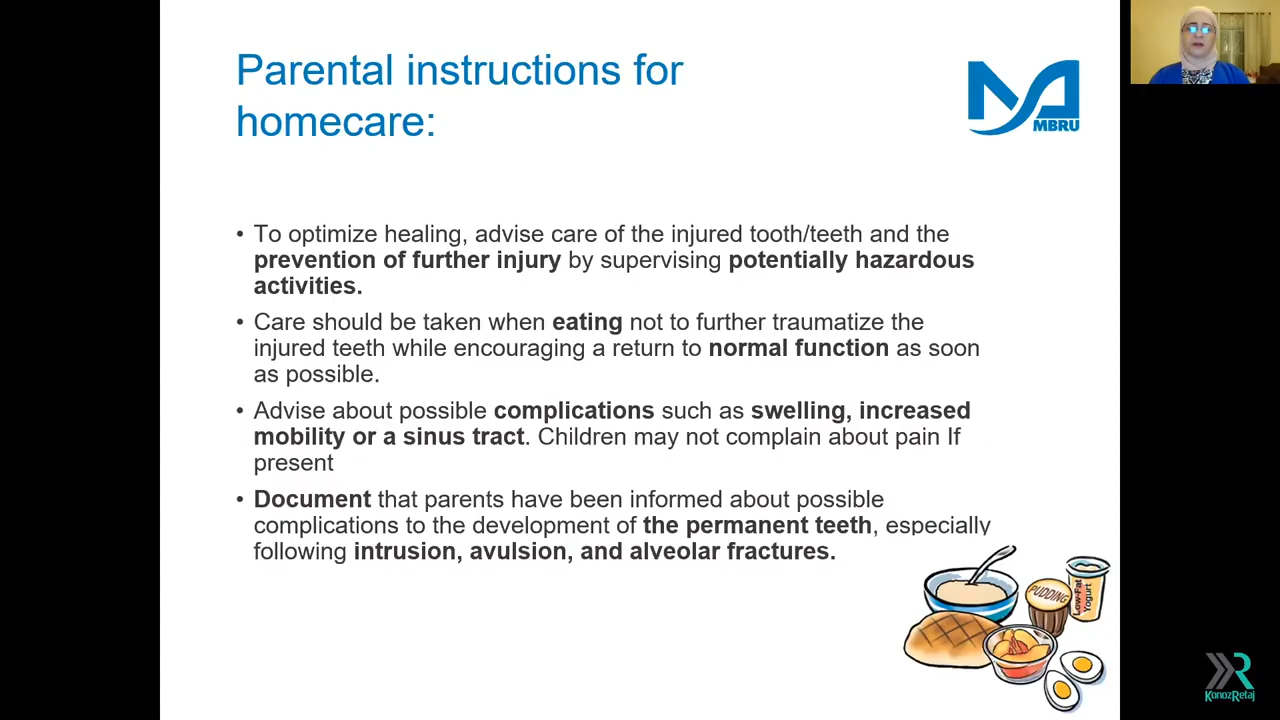 Parental instructions for
homecare:
MBRU
• To optimize healing, advise care of the injured tooth/teeth and the
prevention of further injury by supervising potentially hazardous
activities.
• Care should be taken when eating not to further traumatize the
injured teeth while encouraging a return to normal function as soon
as possible.
• Advise about possible complications such as swelling, increased
mobility or a sinus tract. Children may not complain about pain If
present
• Document that parents have been informed about possible
complications to the development of the permanent teeth, especially
following intrusion, avulsion, and alveolar fractures.
PUDDING
Low-Fat
Yogurt
KonozRetaj